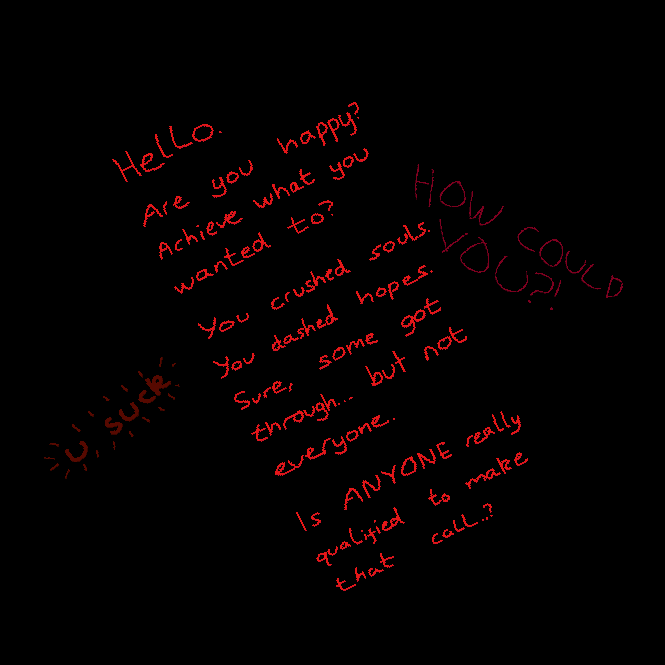 Hello.
Are you happy?
Achieve what you
wanted to?
You crushed souls.
You dashed hopes.
Sure, some got
through... but not
everyone.
Is ANYONE really
qualified to make
that call..?
HOW COULD
YOU?!
U SUCK